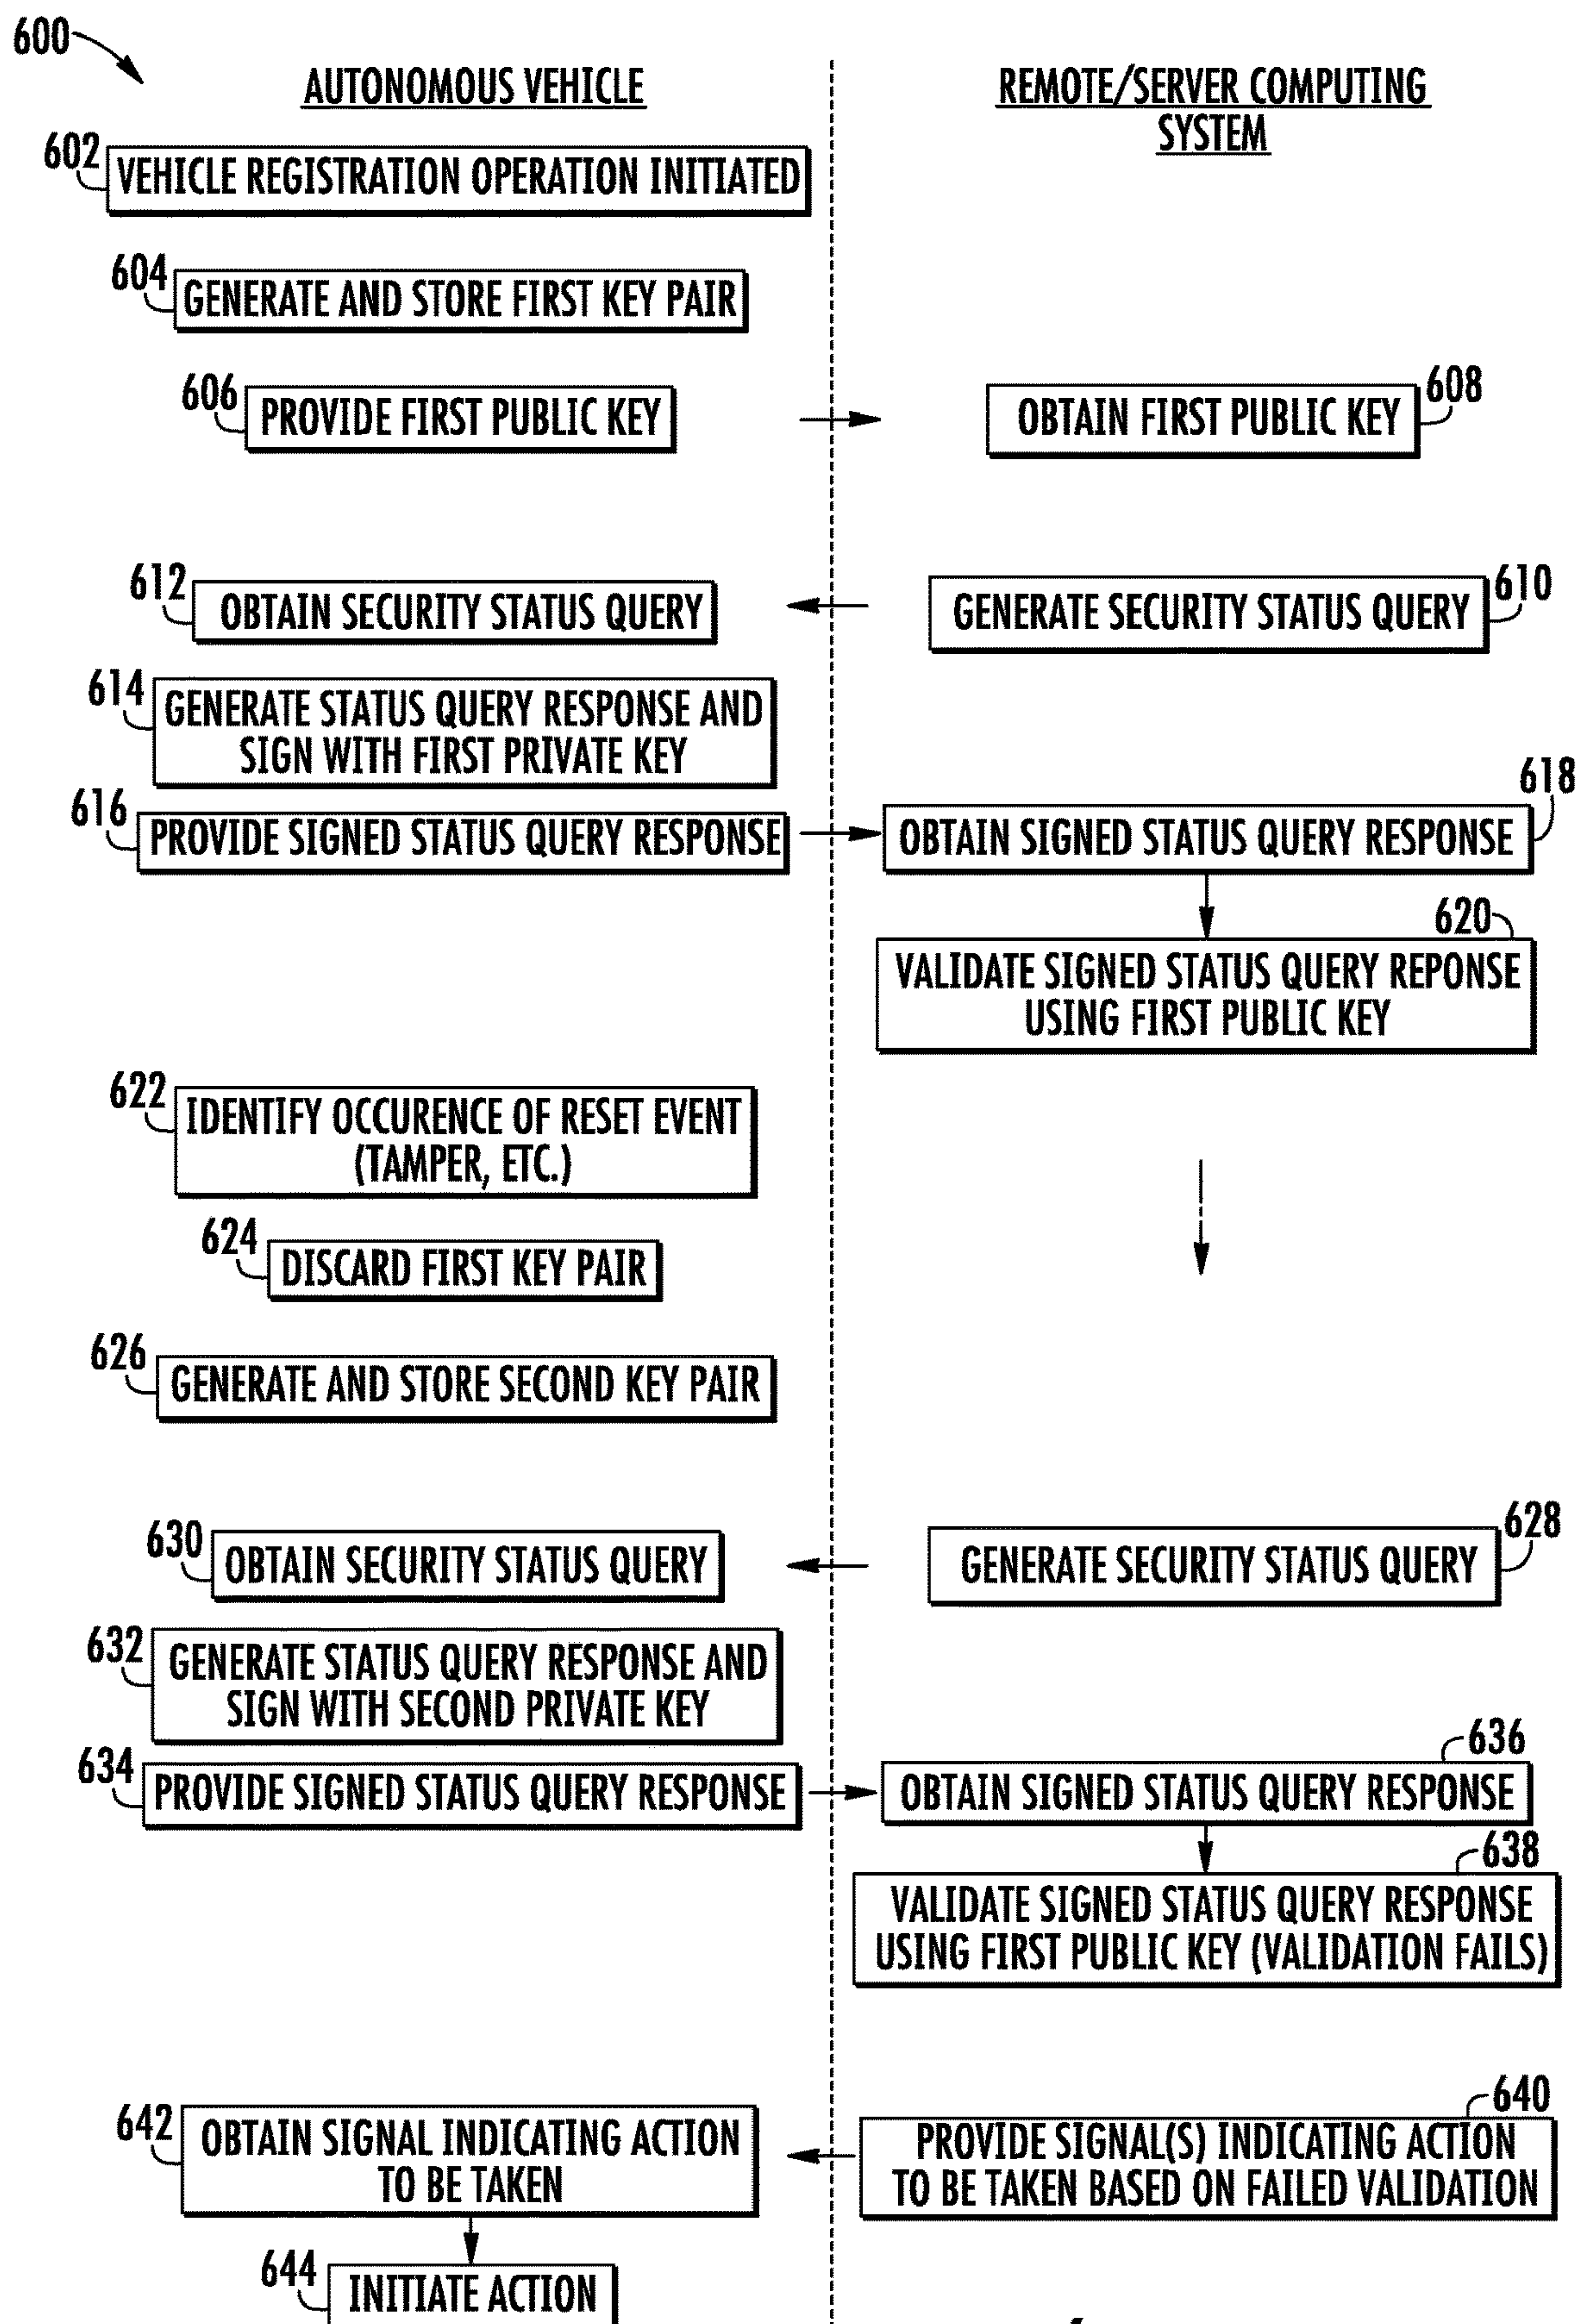 600
AUTONOMOUS VEHICLE
REMOTE/SERVER COMPUTING
SYSTEM
602
VEHICLE REGISTRATION OPERATION INITIATED
604
GENERATE AND STORE FIRST KEY PAIR
606
PROVIDE FIRST PUBLIC KEY
608
OBTAIN FIRST PUBLIC KEY
612
OBTAIN SECURITY STATUS QUERY
610
GENERATE SECURITY STATUS QUERY
614
GENERATE STATUS QUERY RESPONSE AND
SIGN WITH FIRST PRIVATE KEY
616
PROVIDE SIGNED STATUS QUERY RESPONSE
618
OBTAIN SIGNED STATUS QUERY RESPONSE
620
VALIDATE SIGNED STATUS QUERY REPONSE
USING FIRST PUBLIC KEY
622
IDENTIFY OCCURENCE OF RESET EVENT
(TAMPER, ETC.)
624
DISCARD FIRST KEY PAIR
626
GENERATE AND STORE SECOND KEY PAIR
630
OBTAIN SECURITY STATUS QUERY
628
GENERATE SECURITY STATUS QUERY
632
GENERATE STATUS QUERY RESPONSE AND
SIGN WITH SECOND PRIVATE KEY
634
PROVIDE SIGNED STATUS QUERY RESPONSE
636
OBTAIN SIGNED STATUS QUERY RESPONSE
638
VALIDATE SIGNED STATUS QUERY RESPONSE
USING FIRST PUBLIC KEY (VALIDATION FAILS)
642
OBTAIN SIGNAL INDICATING ACTION
TO BE TAKEN
640
PROVIDE SIGNAL(S) INDICATING ACTION
TO BE TAKEN BASED ON FAILED VALIDATION
644
INITIATE ACTION